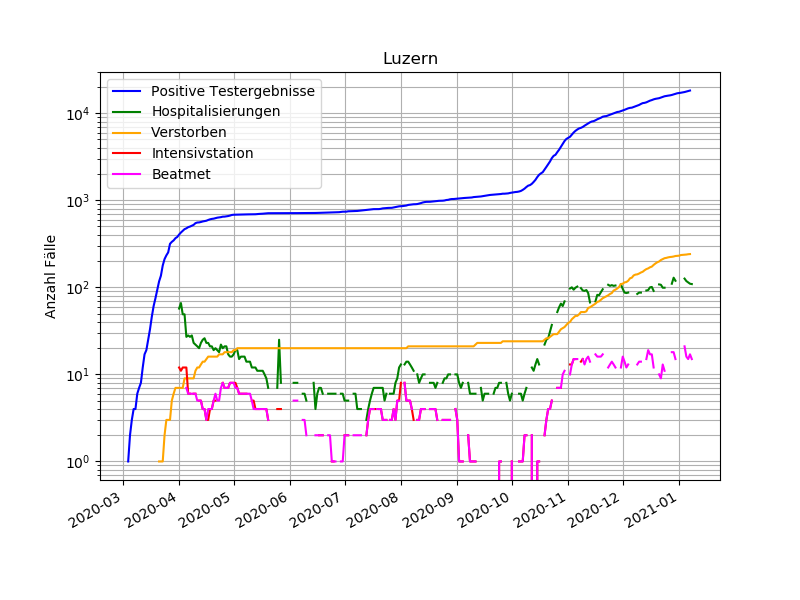 Luzern
Positive Testergebnisse
Hospitalisierungen
Verstorben
Intensivstation
Beatmet
Anzahl Fälle
10^4
10^3
10^2
10^1
10^0
2020-03
2020-04
2020-05
2020-06
2020-07
2020-08
2020-09
2020-10
2020-11
2020-12
2021-01